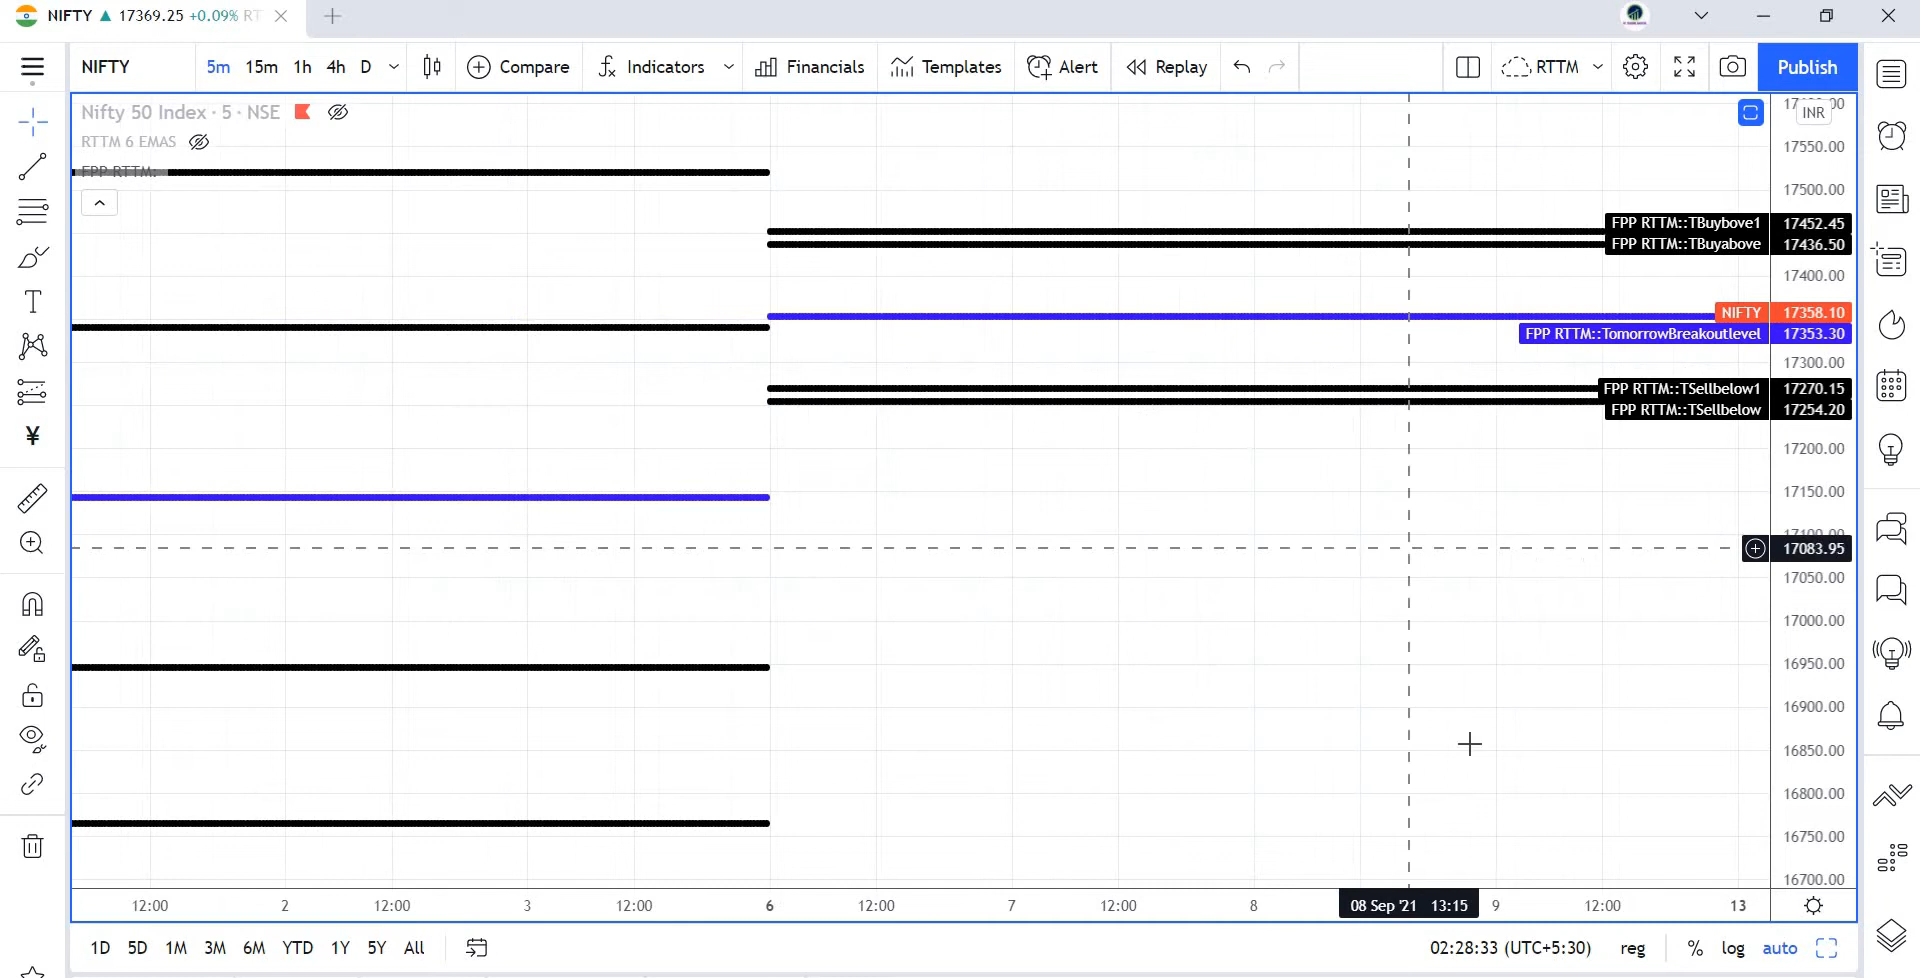 NIFTY ▲ 17369.25 +0.09% RT
NIFTY
5m 15m 1h 4h D
Compare
Indicators
Financials
Templates
Alert
Replay
RTTM
Publish
Nifty 50 Index · 5 · NSE
RTTM 6 EMAS
FPP RTTM:
INR
17550.00
17500.00
FPP RTTM::TBuybove1 17452.45
FPP RTTM::TBuyabove 17436.50
17400.00
NIFTY 17358.10
FPP RTTM::TomorrowBreakoutlevel 17353.30
17300.00
FPP RTTM::TSellbelow1 17270.15
FPP RTTM::TSellbelow 17254.20
17200.00
17150.00
17083.95
17050.00
17000.00
16950.00
16900.00
16850.00
16800.00
16750.00
16700.00
12:00 2 12:00 3 12:00 6 12:00 7 12:00 8 08 Sep '21 13:15 9 12:00 13
1D 5D 1M 3M 6M YTD 1Y 5Y All
02:28:33 (UTC+5:30) reg % log auto